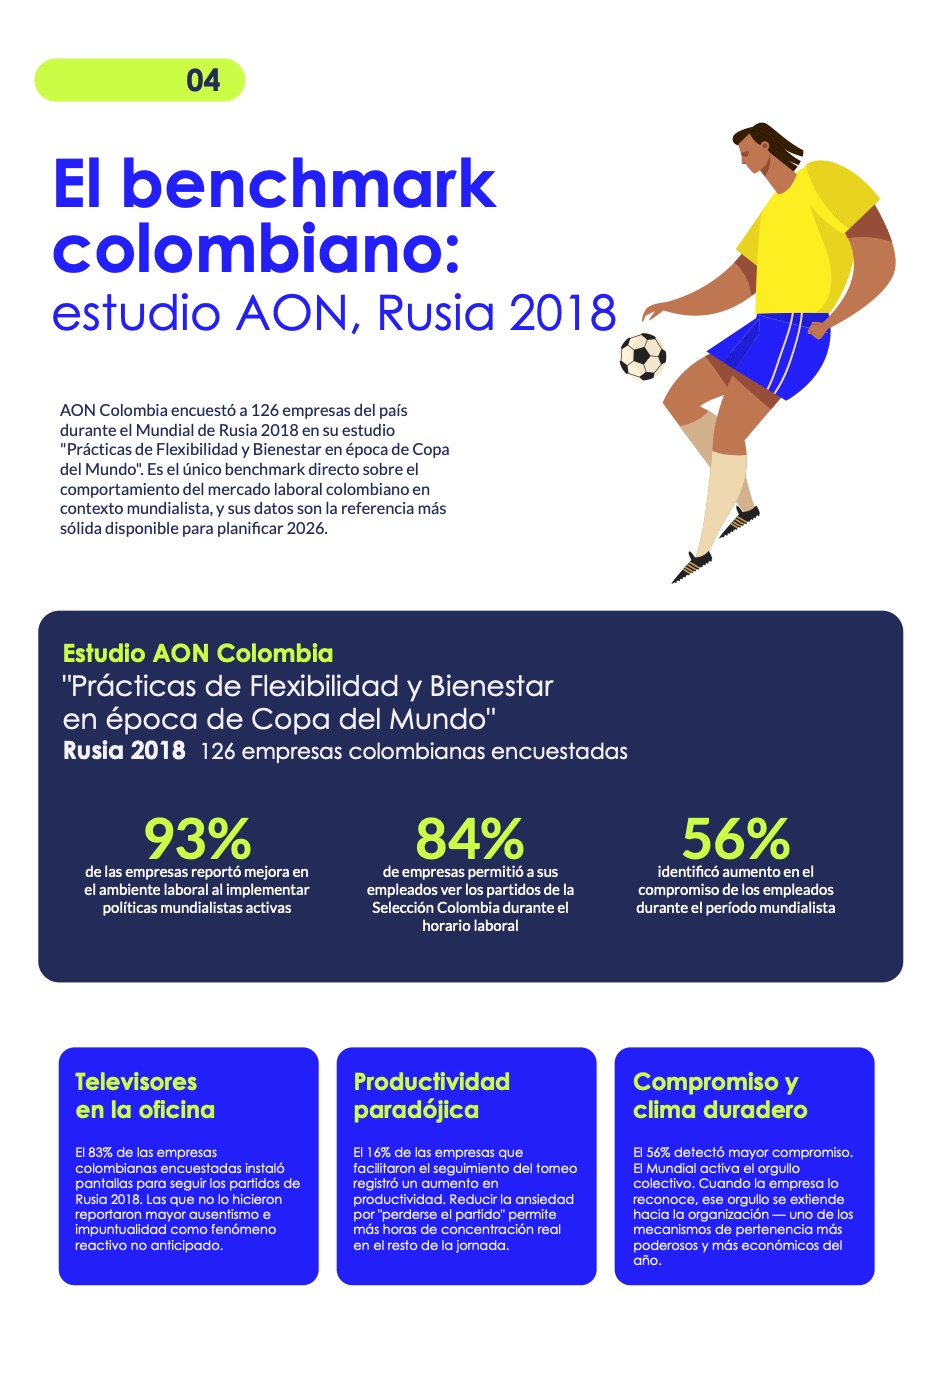 04
El benchmark
colombiano:
estudio AON, Rusia 2018
AON Colombia encuestó a 126 empresas del país
durante el Mundial de Rusia 2018 en su estudio
"Prácticas de Flexibilidad y Bienestar en época de Copa
del Mundo". Es el único benchmark directo sobre el
comportamiento del mercado laboral colombiano en
contexto mundialista, y sus datos son la referencia más
sólida disponible para planificar 2026.
Estudio AON Colombia
"Prácticas de Flexibilidad y Bienestar
en época de Copa del Mundo"
Rusia 2018 126 empresas colombianas encuestadas
93%
de las empresas reportó mejora en
el ambiente laboral al implementar
políticas mundialistas activas
84%
de empresas permitió a sus
empleados ver los partidos de la
Selección Colombia durante el
horario laboral
56%
identificó aumento en el
compromiso de los empleados
durante el período mundialista
Televisores
en la oficina
El 83% de las empresas
colombianas encuestadas instaló
pantallas para seguir los partidos de
Rusia 2018. Las que no lo hicieron
reportaron mayor ausentismo e
impuntualidad como fenómeno
reactivo no anticipado.
Productividad
paradójica
El 16% de las empresas que
facilitaron el seguimiento del torneo
registró un aumento en
productividad. Reducir la ansiedad
por "perderse el partido" permite
más horas de concentración real
en el resto de la jornada.
Compromiso y
clima duradero
El 56% detectó mayor compromiso.
El Mundial activa el orgullo
colectivo. Cuando la empresa lo
reconoce, ese orgullo se extiende
hacia la organización — uno de los
mecanismos de pertenencia más
poderosos y más económicos del
año.